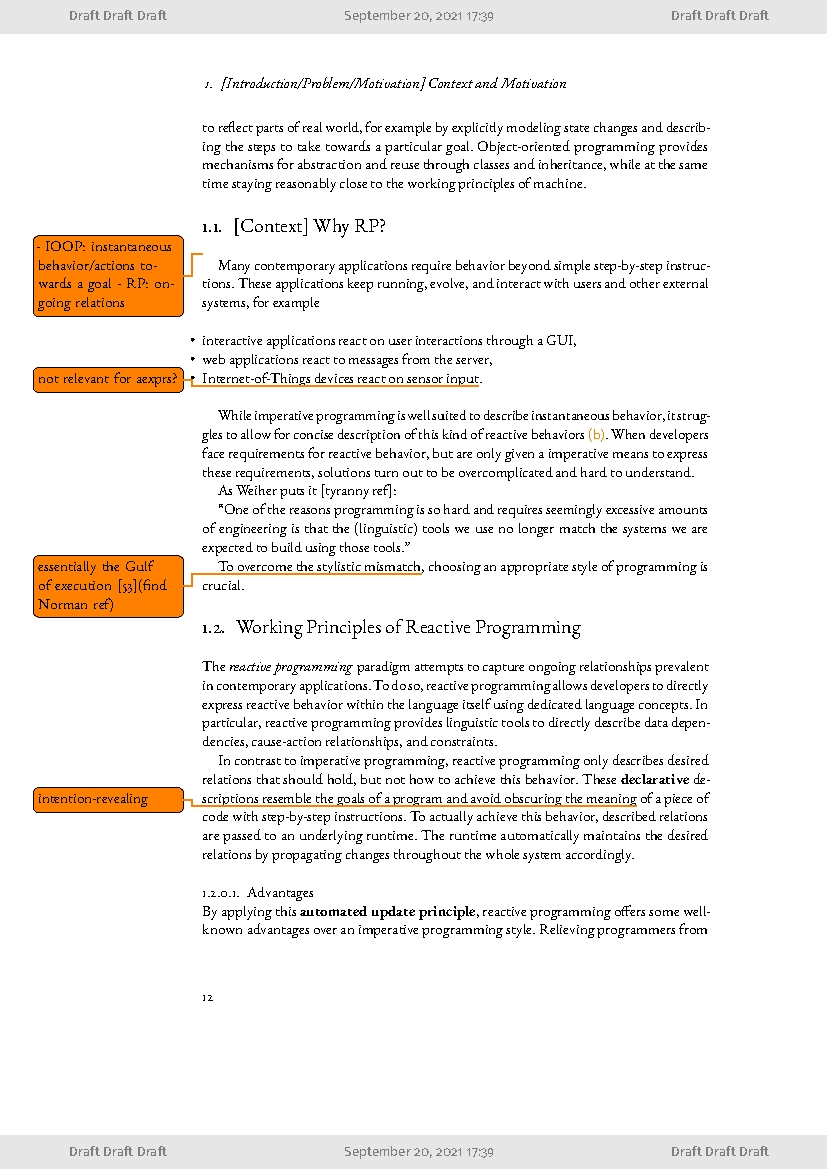 Draft Draft Draft September 20, 2021 17:39 Draft Draft Draft
1. [Introduction/Problem/Motivation] Context and Motivation
to reflect parts of real world, for example by explicitly modeling state changes and describ-
ing the steps to take towards a particular goal. Object-oriented programming provides
mechanisms for abstraction and reuse through classes and inheritance, while at the same
time staying reasonably close to the working principles of machine.
1.1. [Context] Why RP?
- IOOP: instantaneous
behavior/actions to-
wards a goal - RP: on-
going relations
Many contemporary applications require behavior beyond simple step-by-step instruc-
tions. These applications keep running, evolve, and interact with users and other external
systems, for example
• interactive applications react on user interactions through a GUI,
• web applications react to messages from the server,
not relevant for aexprs?
• Internet-of-Things devices react on sensor input.
While imperative programming is well suited to describe instantaneous behavior, it strug-
gles to allow for concise description of this kind of reactive behaviors (b). When developers
face requirements for reactive behavior, but are only given a imperative means to express
these requirements, solutions turn out to be overcomplicated and hard to understand.
As Weiher puts it [tyranny ref]:
"One of the reasons programming is so hard and requires seemingly excessive amounts
of engineering is that the (linguistic) tools we use no longer match the systems we are
expected to build using those tools.”
essentially the Gulf
of execution [53](find
Norman ref)
To overcome the stylistic mismatch, choosing an appropriate style of programming is
crucial.
1.2. Working Principles of Reactive Programming
The reactive programming paradigm attempts to capture ongoing relationships prevalent
in contemporary applications. To do so, reactive programming allows developers to directly
express reactive behavior within the language itself using dedicated language concepts. In
particular, reactive programming provides linguistic tools to directly describe data depen-
dencies, cause-action relationships, and constraints.
In contrast to imperative programming, reactive programming only describes desired
relations that should hold, but not how to achieve this behavior. These declarative de-
intention-revealing
scriptions resemble the goals of a program and avoid obscuring the meaning of a piece of
code with step-by-step instructions. To actually achieve this behavior, described relations
are passed to an underlying runtime. The runtime automatically maintains the desired
relations by propagating changes throughout the whole system accordingly.
1.2.0.1. Advantages
By applying this automated update principle, reactive programming offers some well-
known advantages over an imperative programming style. Relieving programmers from
12
Draft Draft Draft September 20, 2021 17:39 Draft Draft Draft